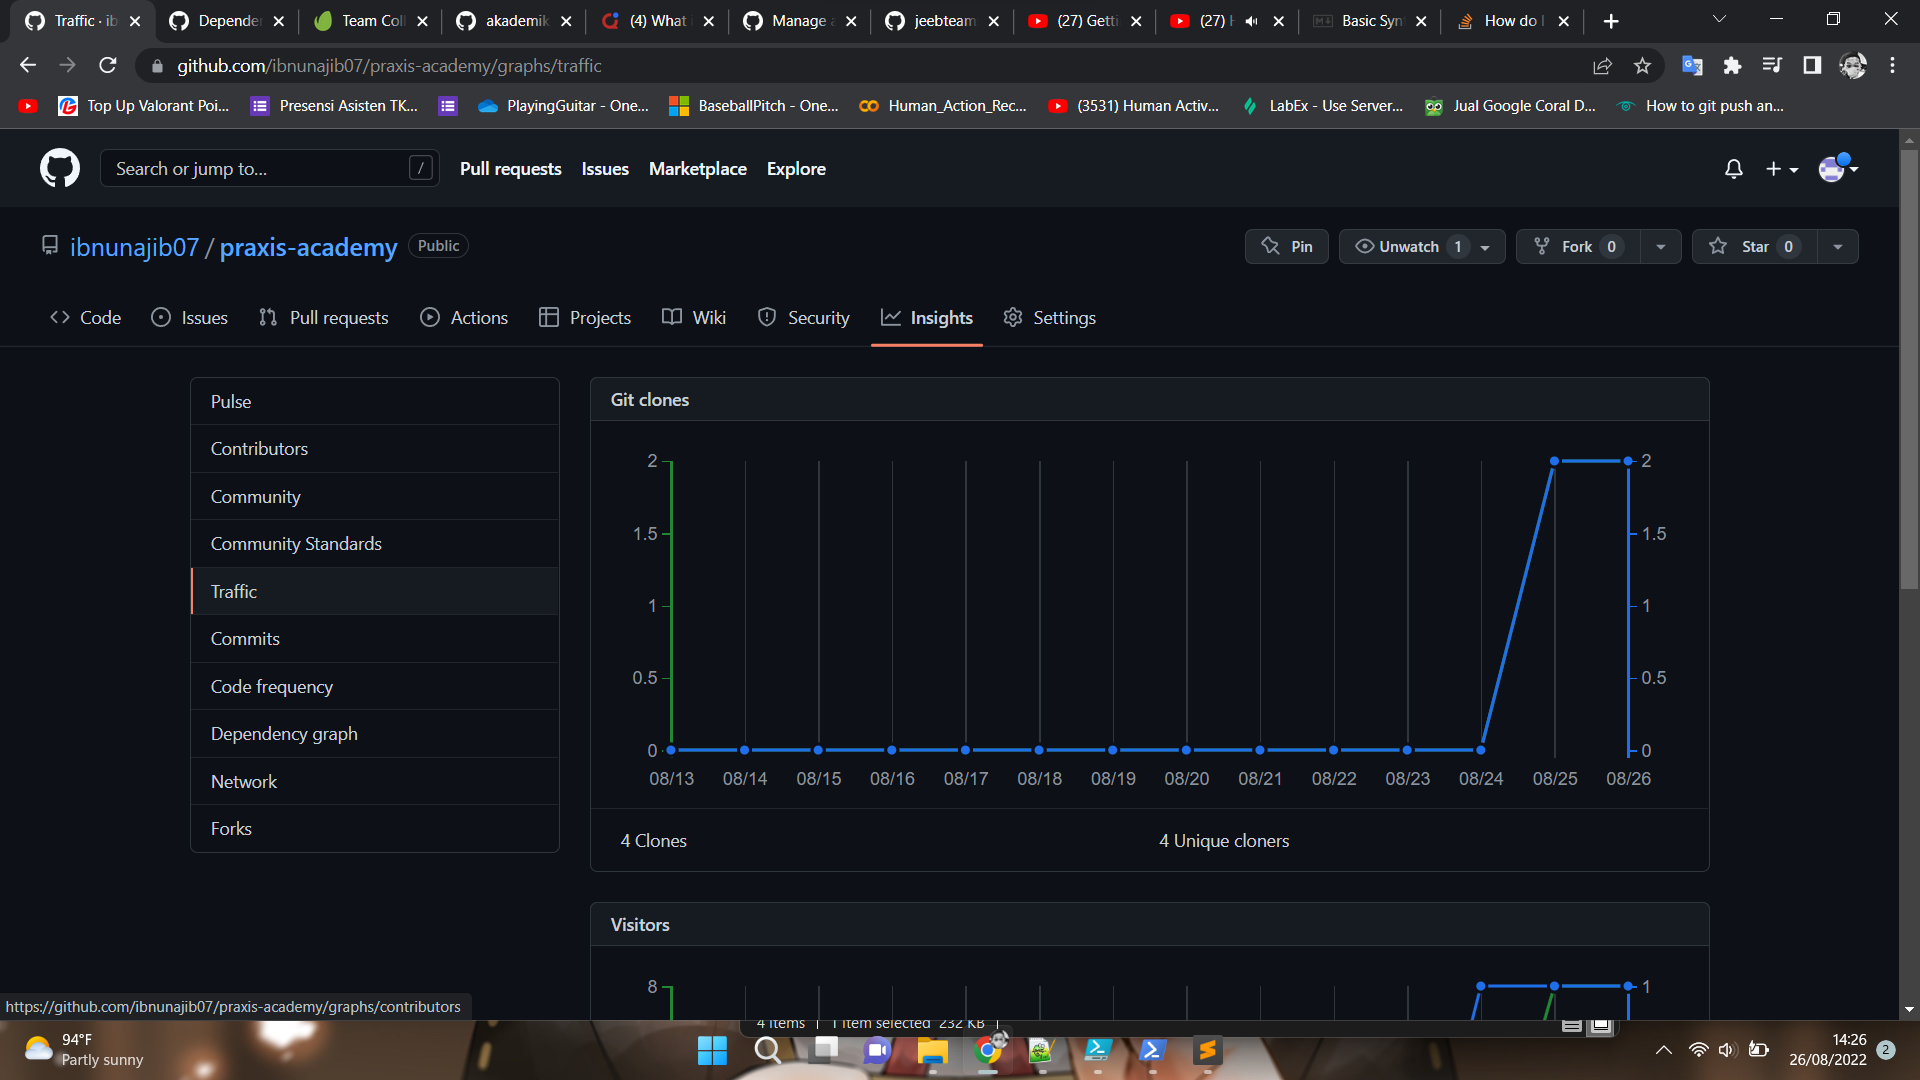 Traffic · ib
Depender
Team Coll
akademik
(4) What i
Manage a
jeebteam
(27) Getti
(27) H
Basic Syn
How do I
github.com/ibnunajib07/praxis-academy/graphs/traffic
Top Up Valorant Poi...
Presensi Asisten TK...
PlayingGuitar - One...
BaseballPitch - One...
Human_Action_Rec...
(3531) Human Activ...
LabEx - Use Server...
Jual Google Coral D...
How to git push an...
Search or jump to...
/
Pull requests
Issues
Marketplace
Explore
ibnunajib07 / praxis-academy
Public
Pin
Unwatch 1
Fork 0
Star 0
Code
Issues
Pull requests
Actions
Projects
Wiki
Security
Insights
Settings
Pulse
Contributors
Community
Community Standards
Traffic
Commits
Code frequency
Dependency graph
Network
Forks
Git clones
2
1.5
1
0.5
0
2
1.5
1
0.5
0
08/13 08/14 08/15 08/16 08/17 08/18 08/19 08/20 08/21 08/22 08/23 08/24 08/25 08/26
4 Clones
4 Unique cloners
Visitors
8
1
https://github.com/ibnunajib07/praxis-academy/graphs/contributors
4 items
1 item selected 232 KB
94°F
Partly sunny
14:26
26/08/2022
2